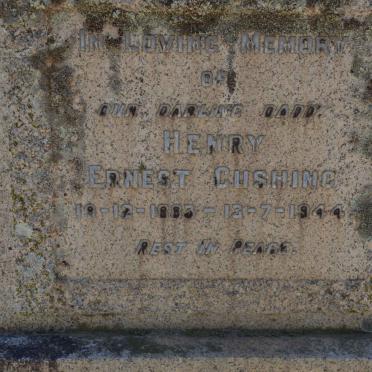 IN LOVING MEMORY
OF
OUR DARLING DADDY
HENRY
ERNEST CUSHING
19-12-1883 – 13-7-1944
REST IN PEACE.